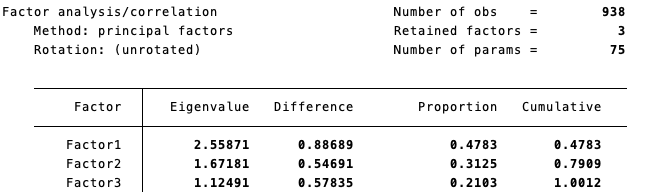 Factor analysis/correlation Number of obs = 938
Method: principal factors Retained factors = 3
Rotation: (unrotated) Number of params = 75
Factor Eigenvalue Difference Proportion Cumulative
Factor1 2.55871 0.88689 0.4783 0.4783
Factor2 1.67181 0.54691 0.3125 0.7909
Factor3 1.12491 0.57835 0.2103 1.0012